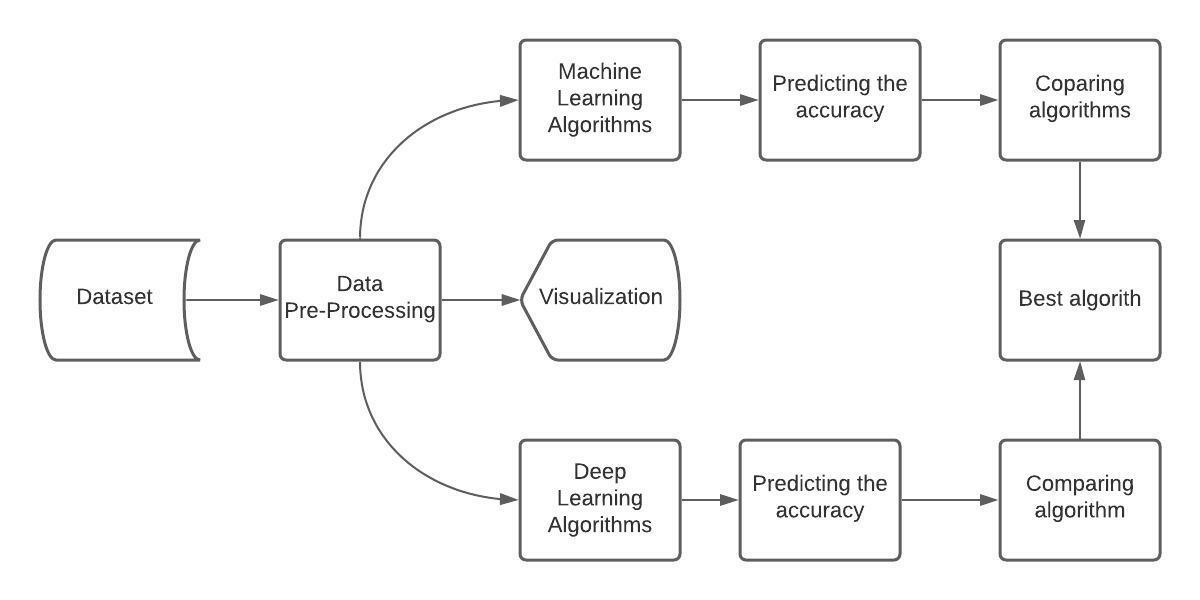 Machine
Learning
Algorithms
Predicting the
accuracy
Coparing
algorithms
Dataset
Data
Pre-Processing
Visualization
Best algorith
Deep
Learning
Algorithms
Predicting the
accuracy
Comparing
algorithm